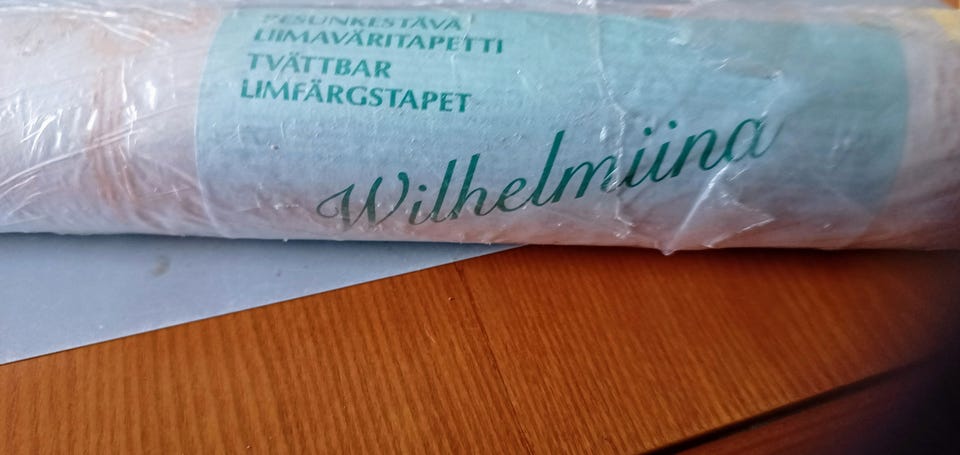 PESUNKESTÄVÄ
LIIMAVÄRITAPETTI
TVÄTTBAR
LIMFÄRGSTAPET
Wilhelmiina